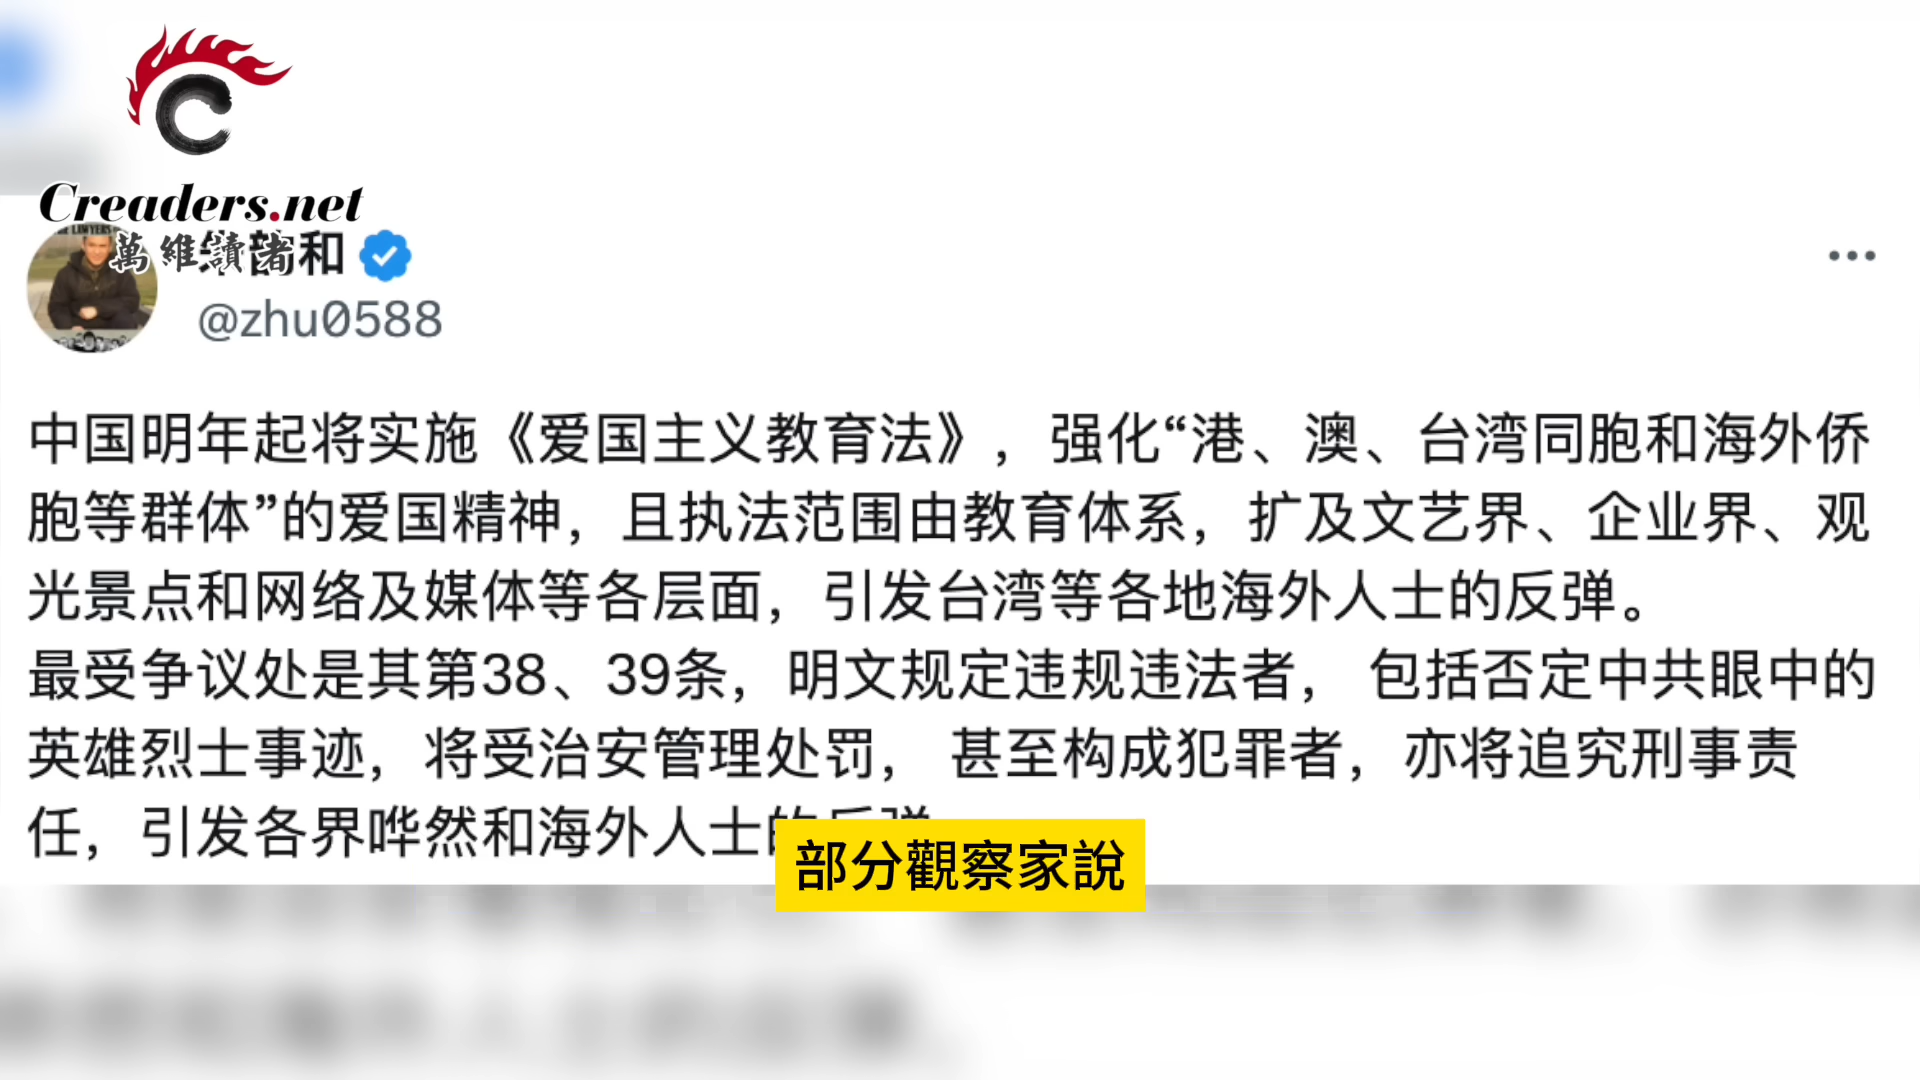 Creaders.net
萬維讀者
和
@zhu0588
中国明年起将实施《爱国主义教育法》，强化“港、澳、台湾同胞和海外侨
胞等群体”的爱国精神，且执法范围由教育体系，扩及文艺界、企业界、观
光景点和网络及媒体等各层面，引发台湾等各地海外人士的反弹。
最受争议处是其第38、39条，明文规定违规违法者， 包括否定中共眼中的
英雄烈士事迹，将受治安管理处罚， 甚至构成犯罪者，亦将追究刑事责
任，引发各界哗然和海外人士的反弹
部分觀察家說